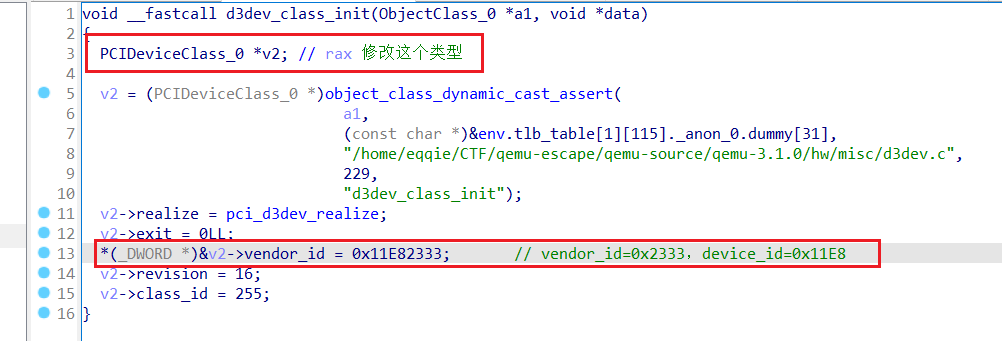 1 void __fastcall d3dev_class_init(ObjectClass_0 *a1, void *data)
2 {
3 PCIDeviceClass_0 *v2; // rax 修改这个类型
4
5 v2 = (PCIDeviceClass_0 *)object_class_dynamic_cast_assert(
6 a1,
7 (const char *)&env.tlb_table[1][115]._anon_0.dummy[31],
8 "/home/eqqie/CTF/qemu-escape/qemu-source/qemu-3.1.0/hw/misc/d3dev.c",
9 229,
10 "d3dev_class_init");
11 v2->realize = pci_d3dev_realize;
12 v2->exit = 0LL;
13 *(_DWORD *)&v2->vendor_id = 0x11E82333; // vendor_id=0x2333，device_id=0x11E8
14 v2->revision = 16;
15 v2->class_id = 255;
16 }